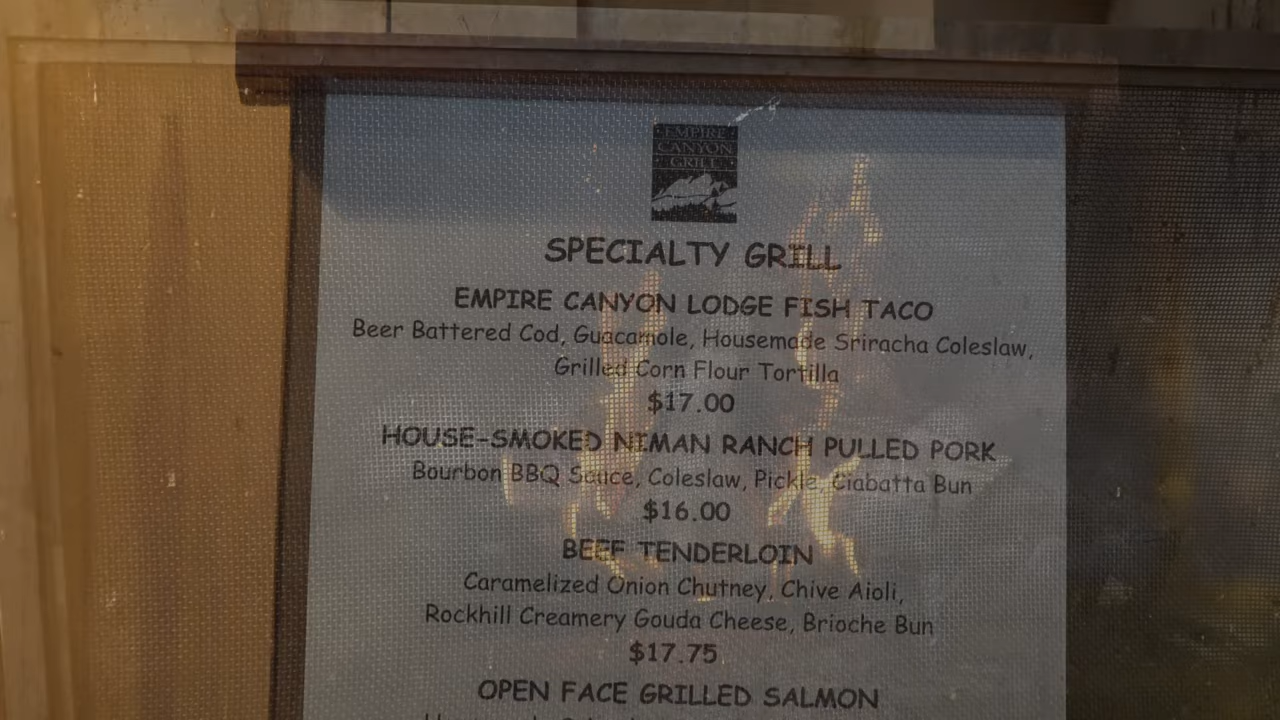 EMPIRE
CANYON
GRILL
SPECIALTY GRILL
EMPIRE CANYON LODGE FISH TACO
Beer Battered Cod, Guacamole, Housemade Sriracha Coleslaw,
Grilled Corn Flour Tortilla
$17.00
HOUSE-SMOKED NIMAN RANCH PULLED PORK
Bourbon BBQ Sauce, Coleslaw, Pickle, Ciabatta Bun
$16.00
BEEF TENDERLOIN
Caramelized Onion Chutney, Chive Aioli,
Rockhill Creamery Gouda Cheese, Brioche Bun
$17.75
OPEN FACE GRILLED SALMON